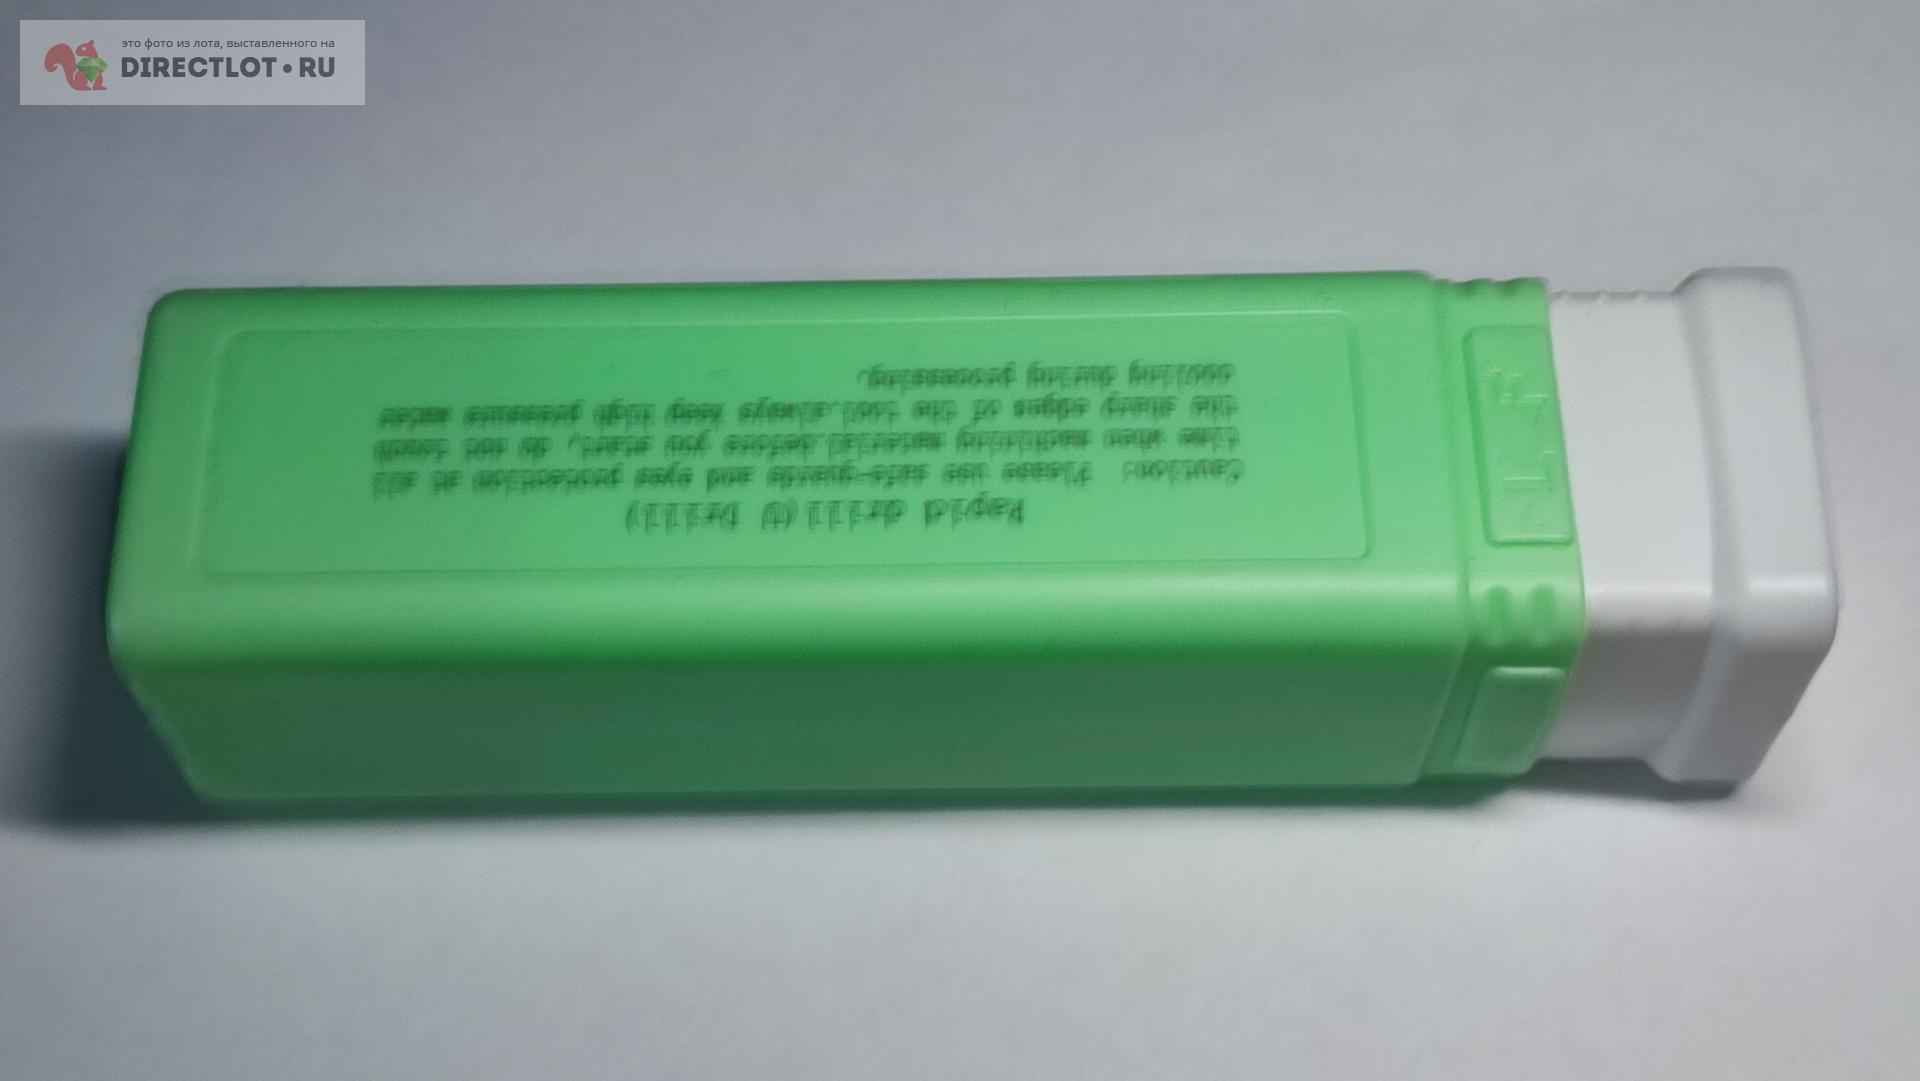 это фото из лота, выставленного на
DIRECTLOT.RU
Rapid drill(U Drill)
Caution: Please use safe-guards and eyes protection at all
time when machining material.before you start, do not touch
the sharp edges of the tool.always keep high pressure water
cooling during processing.